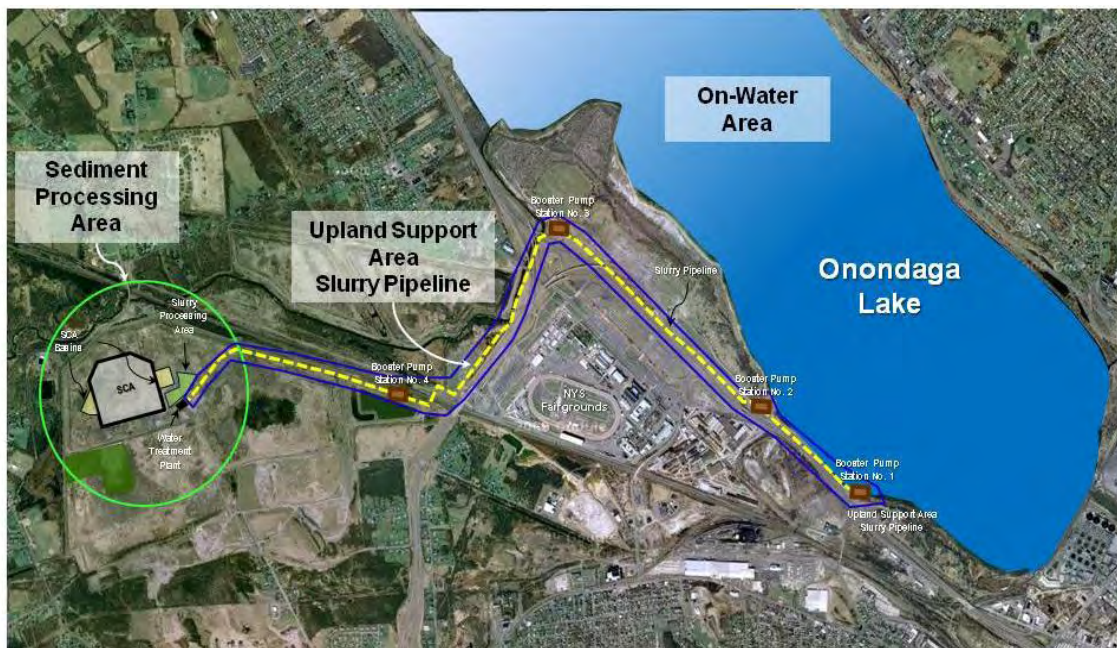 On-Water
Area
Sediment
Processing
Area
Upland Support
Area
Slurry Pipeline
Booster Pump
Station No. 3
Slurry Pipeline
Onondaga
Lake
Slurry
Processing
Area
SCA
Basins
SCA
Water
Treatment
Plant
Booster Pump
Station No. 4
NYS
Fairgrounds
Booster Pump
Station No. 2
Booster Pump
Station No. 1
Upland Support Area
Slurry Pipeline